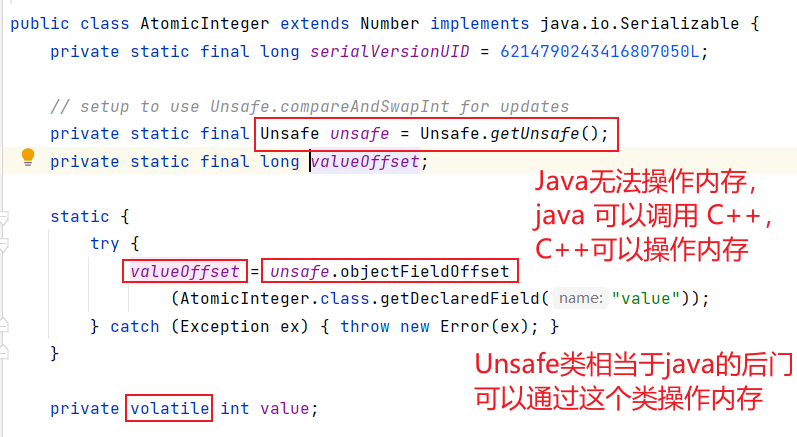 public class AtomicInteger extends Number implements java.io.Serializable {
private static final long serialVersionUID = 6214790243416807050L;
// setup to use Unsafe.compareAndSwapInt for updates
private static final Unsafe unsafe = Unsafe.getUnsafe();
private static final long valueOffset;
Java无法操作内存,
java 可以调用 C++,
C++可以操作内存
static {
try {
valueOffset = unsafe.objectFieldOffset
(AtomicInteger.class.getDeclaredField( name: "value"));
} catch (Exception ex) { throw new Error(ex); }
}
Unsafe类相当于java的后门
可以通过这个类操作内存
private volatile int value;